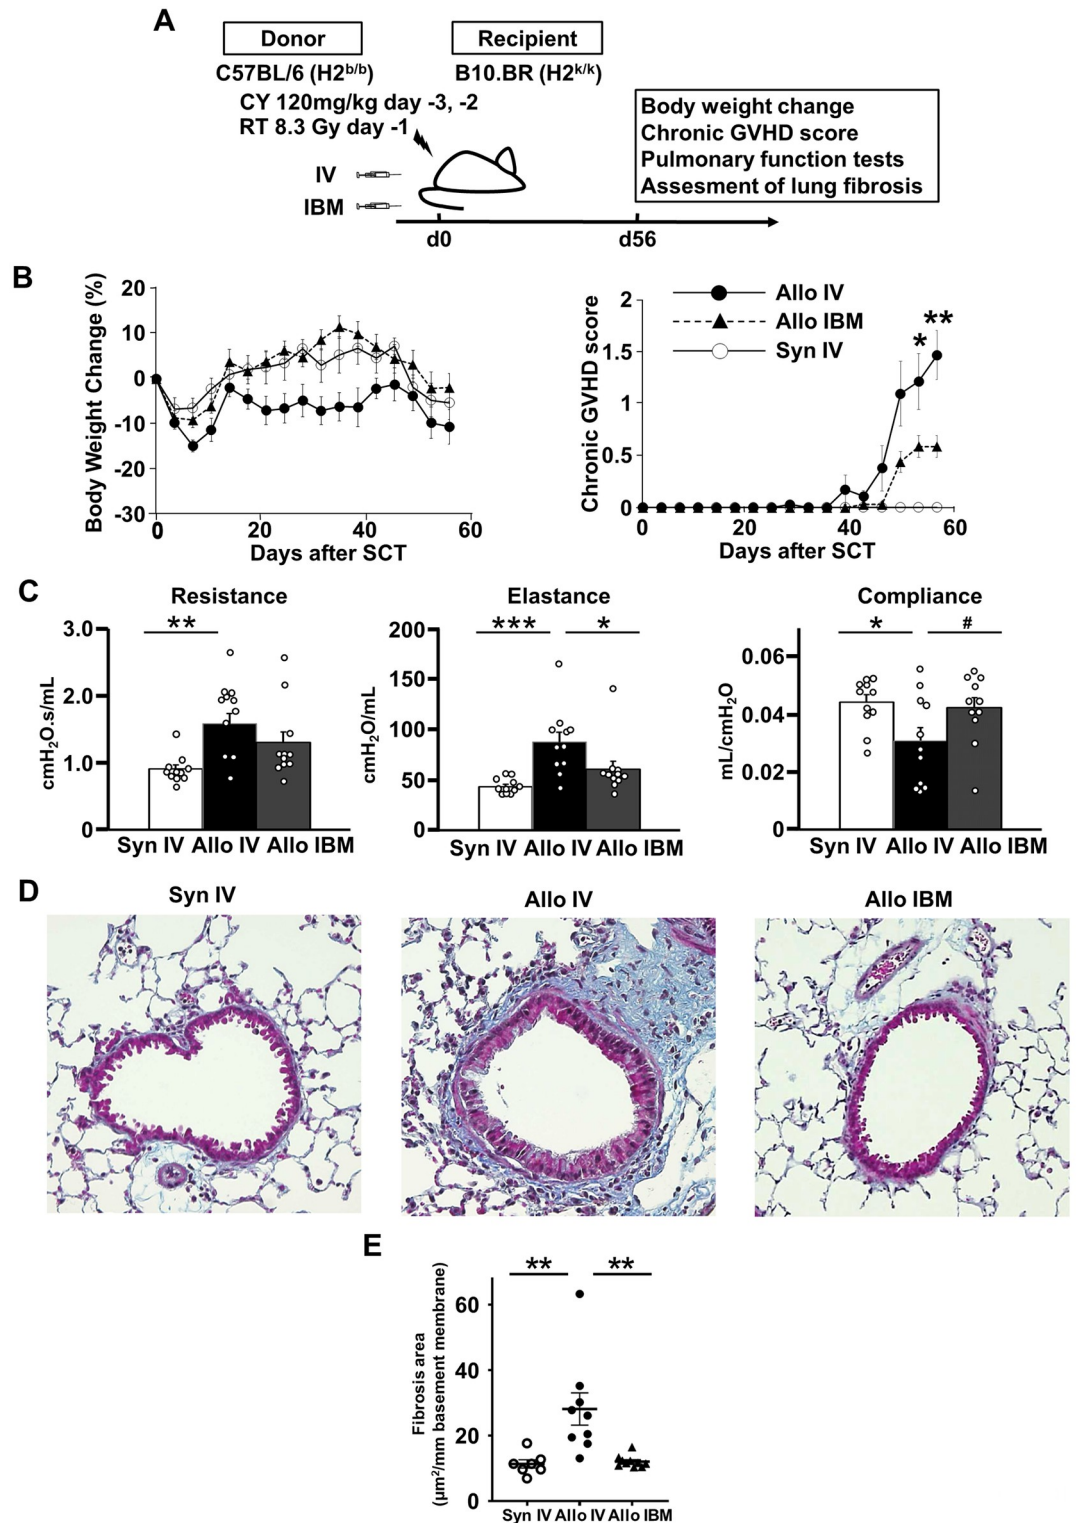 A
Donor
Recipient
C57BL/6 (H2b/b)
B10.BR (H2k/k)
CY 120mg/kg day -3, -2
RT 8.3 Gy day -1
IV
IBM
d0
d56
Body weight change
Chronic GVHD score
Pulmonary function tests
Assesment of lung fibrosis
B
Body Weight Change (%)
20
10
0
-10
-20
-30
0
20
40
60
Days after SCT
Chronic GVHD score
2
1.5
1
0.5
0
0
20
40
60
Days after SCT
Allo IV
Allo IBM
Syn IV
*
**
C
Resistance
**
cmH2O.s/mL
3.0
2.0
1.0
0
Syn IV Allo IV Allo IBM
Elastance
***
*
cmH2O/mL
200
150
100
50
0
Syn IV Allo IV Allo IBM
Compliance
*
#
mL/cmH2O
0.06
0.04
0.02
0
Syn IV Allo IV Allo IBM
D
Syn IV
Allo IV
Allo IBM
E
**
**
Fibrosis area
(µm2/mm basement membrane)
60
40
20
0
Syn IV Allo IV Allo IBM